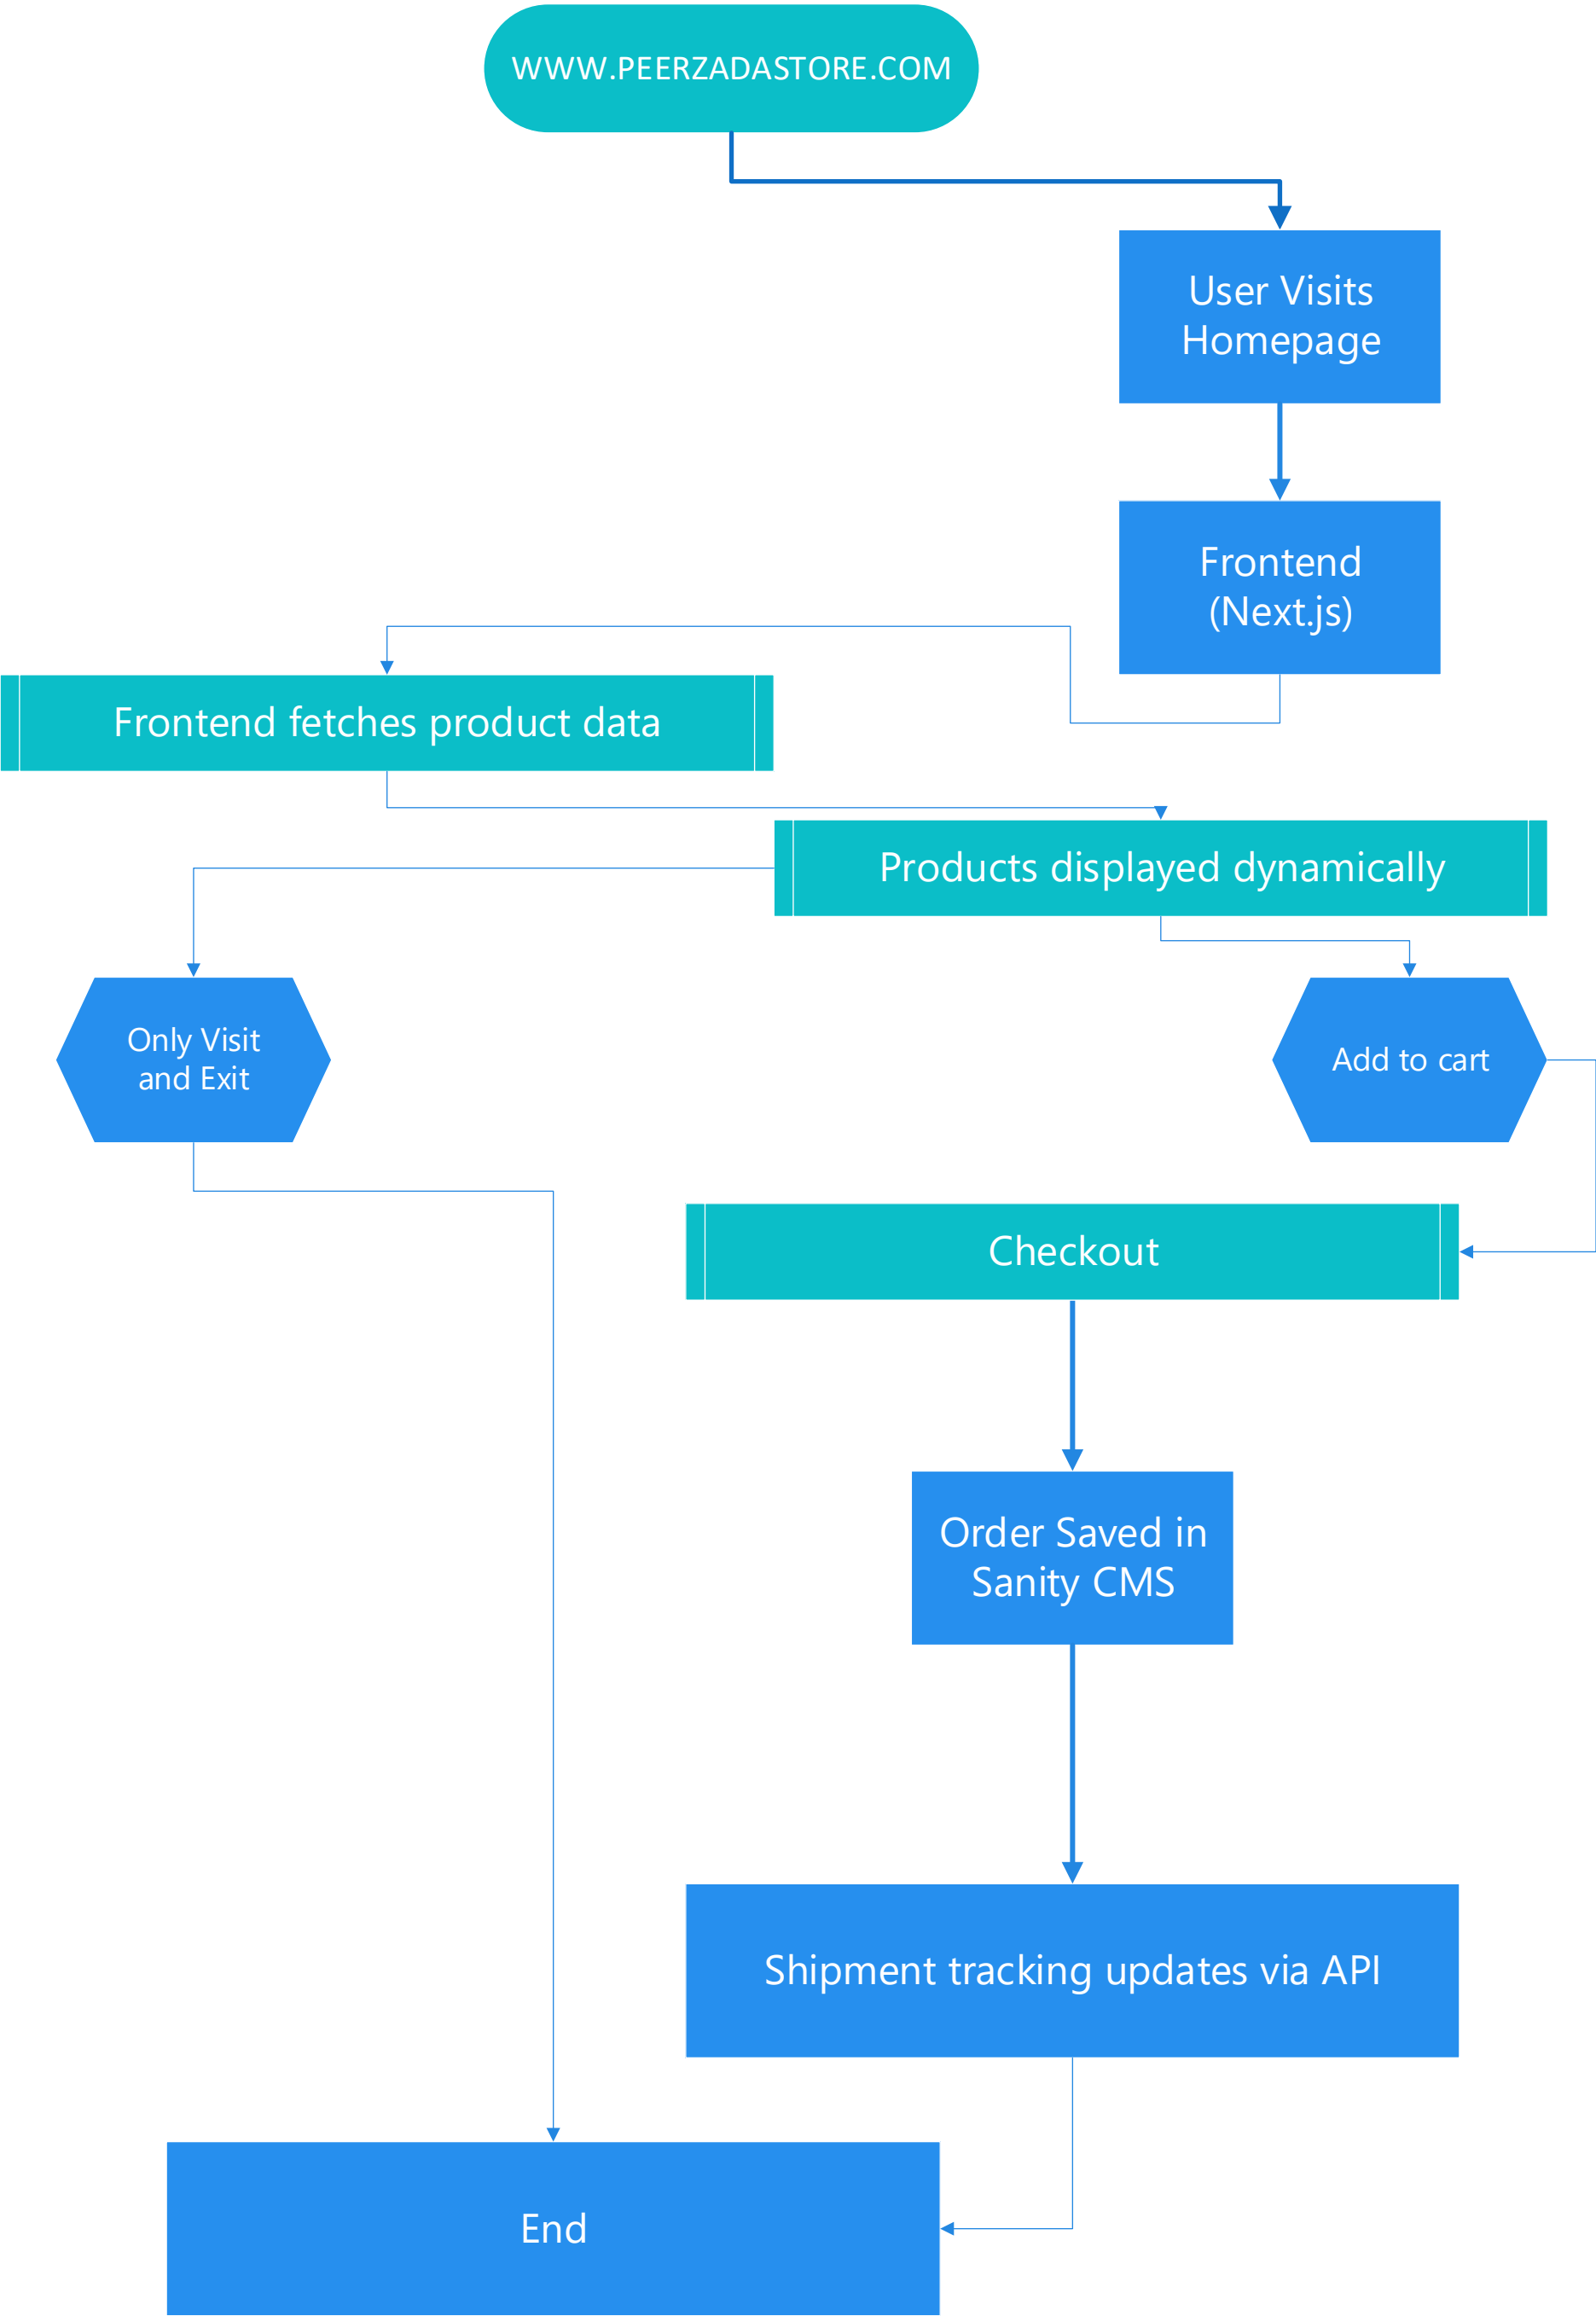 WWW.PEERZADASTORE.COM
User Visits
Homepage
Frontend
(Next.js)
Frontend fetches product data
Products displayed dynamically
Only Visit
and Exit
Add to cart
Checkout
Order Saved in
Sanity CMS
Shipment tracking updates via API
End